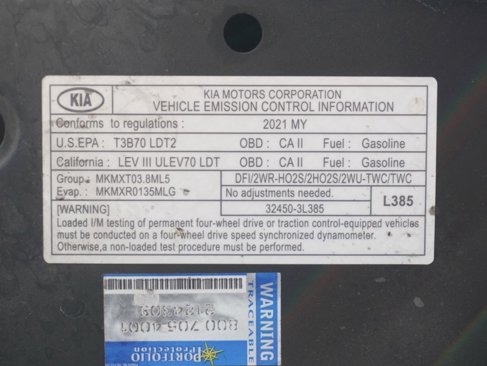 KIA
KIA MOTORS CORPORATION
VEHICLE EMISSION CONTROL INFORMATION
Conforms to regulations : 2021 MY
U.S.EPA : T3B70 LDT2 OBD : CA II Fuel : Gasoline
California : LEV III ULEV70 LDT OBD : CA II Fuel : Gasoline
Group : MKMXT03.8ML5 DFI/2WR-HO2S/2HO2S/2WU-TWC/TWC
Evap. : MKMXR0135MLG No adjustments needed. L385
[WARNING] 32450-3L385
Loaded I/M testing of permanent four-wheel drive or traction control-equipped vehicles
must be conducted on a four-wheel drive speed synchronized dynamometer.
Otherwise,a non-loaded test procedure must be performed.
WARNING
TRACEABLE
800 705 4001
PORTFOLIO
Protection